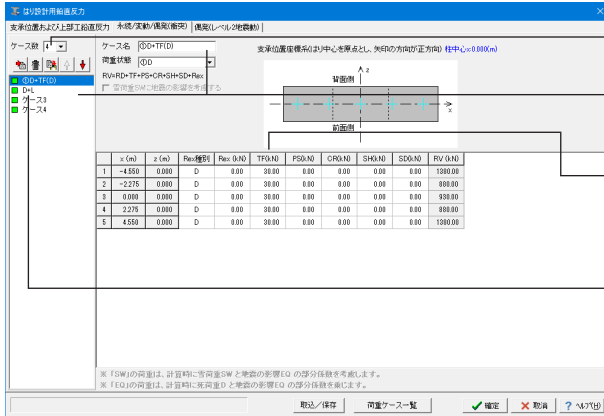 はり設計用鉛直反力
支承位置および上部工鉛直反力 永続/変動/偶発(衝突) 偶発(レベル2地震動)
ケース数 4
ケース名 ①D+TF(D)
荷重状態 ①D
RV=RD+TF+PS+CR+SH+SD+Rex
雪荷重SWに地震の影響を考慮する
支承位置座標系(はり中心を原点とし、矢印の方向が正方向) 柱中心=0.000(m)
①D+TF(D)
D+L
ケース3
ケース4
z
背面側
x
前面側
x (m) z (m) Rex種別 Rex (kN) TF(kN) PS(kN) CR(kN) SH(kN) SD(kN) RV (kN)
1 -4.550 0.000 D 0.00 30.00 0.00 0.00 0.00 0.00 1380.00
2 -2.275 0.000 D 0.00 30.00 0.00 0.00 0.00 0.00 880.00
3 0.000 0.000 D 0.00 30.00 0.00 0.00 0.00 0.00 930.00
4 2.275 0.000 D 0.00 30.00 0.00 0.00 0.00 0.00 880.00
5 4.550 0.000 D 0.00 30.00 0.00 0.00 0.00 0.00 1380.00
※「SW」の荷重は、計算時に雪荷重SW と地震の影響EQ の部分係数を考慮します。
※「EQ」の荷重は、計算時に死荷重D と地震の影響EQ の部分係数を乗じます。
取込/保存 荷重ケース一覧 確定 取消 ? ヘルプ(H)